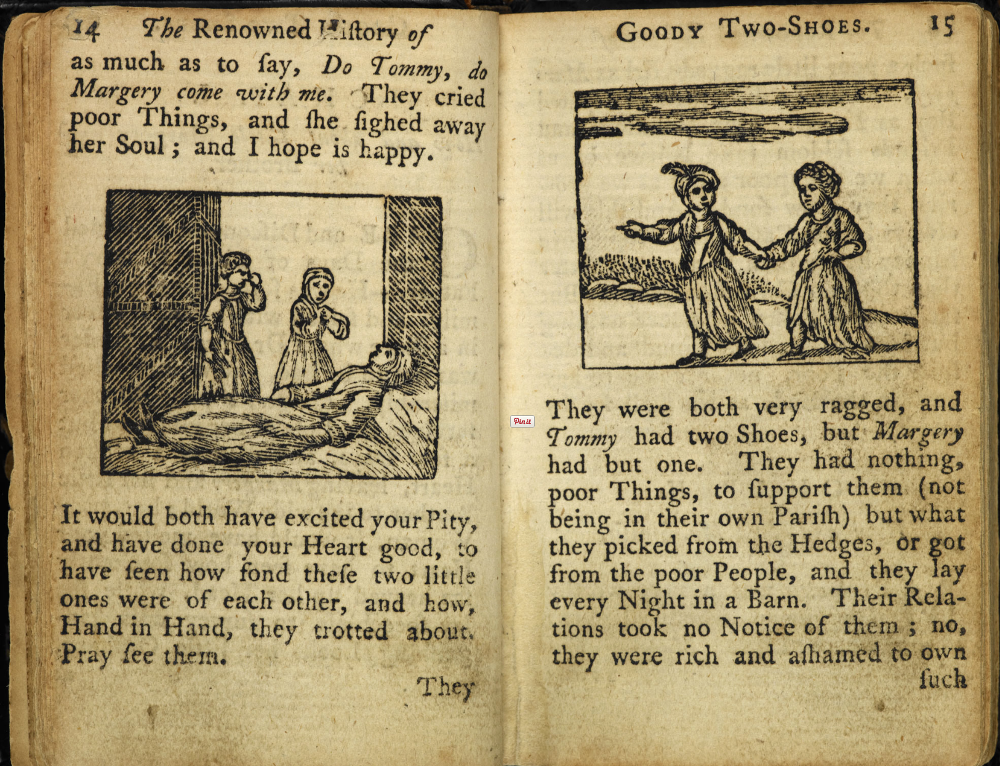 14 The Renowned Hiſtory of
as much as to ſay, Do Tommy, do
Margery come with me. They cried
poor Things, and ſhe ſighed away
her Soul ; and I hope is happy.
It would both have excited your Pity,
and have done your Heart good, to
have ſeen how fond theſe two little
ones were of each other, and how,
Hand in Hand, they trotted about.
Pray ſee them.
They
GOODY TWO-SHOES. 15
They were both very ragged, and
Tommy had two Shoes, but Margery
had but one. They had nothing,
poor Things, to ſupport them (not
being in their own Pariſh) but what
they picked from the Hedges, or got
from the poor People, and they lay
every Night in a Barn. Their Rela-
tions took no Notice of them ; no,
they were rich and aſhamed to own
ſuch
Pin it